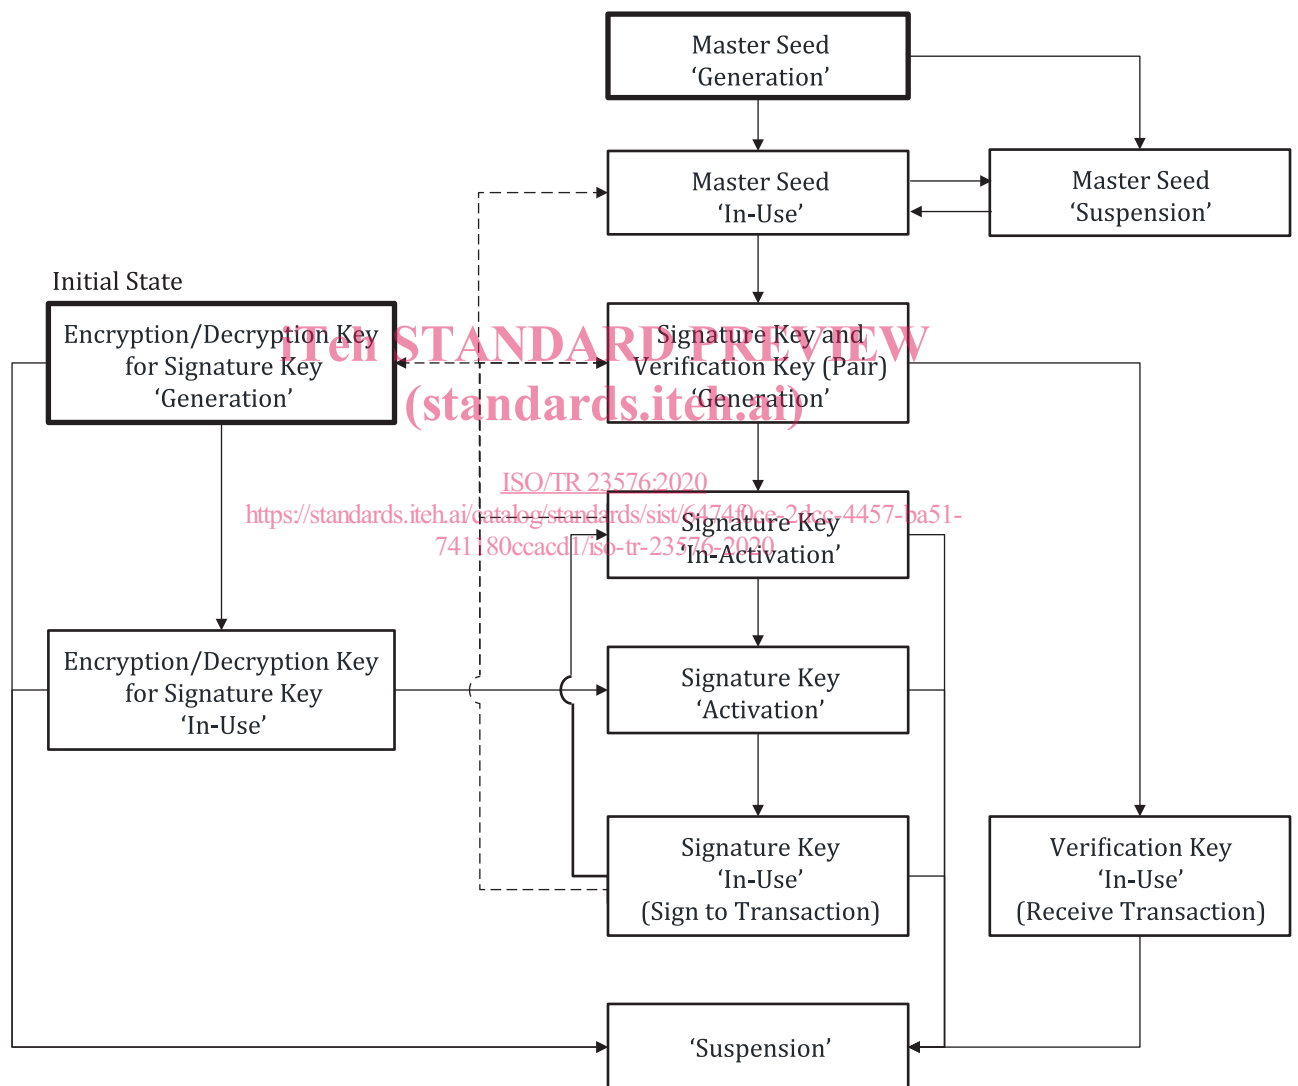 Master Seed
‘Generation’
Master Seed
‘In-Use’
Master Seed
‘Suspension’
Initial State
Encryption/Decryption Key
for Signature Key
‘Generation’
Signature Key and
Verification Key (Pair)
‘Generation’
iTeh STANDARD PREVIEW
(standards.iteh.ai)
ISO/TR 23576:2020
https://standards.iteh.ai/catalog/standards/sist/6474f0ce-2dcc-4457-ba51-
741180ccacd1/iso-tr-23576-2020
Signature Key
‘In-Activation’
Encryption/Decryption Key
for Signature Key
‘In-Use’
Signature Key
‘Activation’
Signature Key
‘In-Use’
(Sign to Transaction)
Verification Key
‘In-Use’
(Receive Transaction)
‘Suspension’